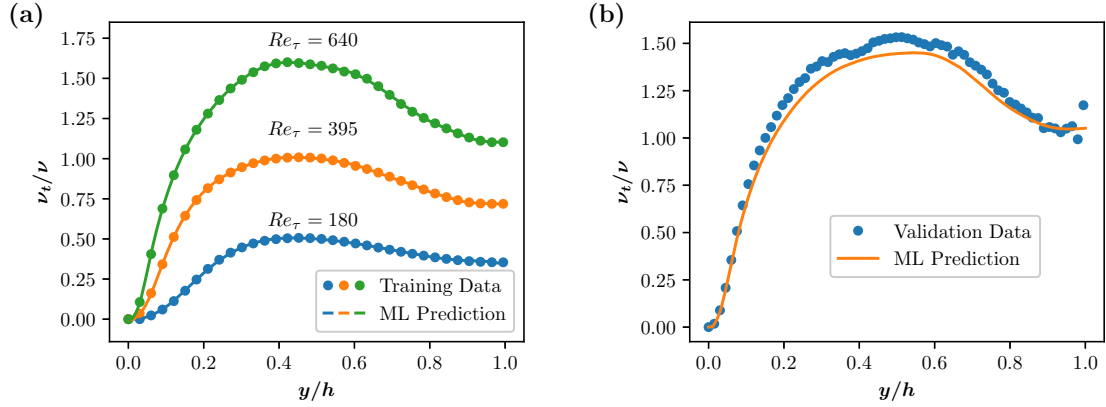 (a)
1.75
1.50
1.25
1.00
0.75
0.50
0.25
0.00
ν_t/ν
Re_τ = 640
Re_τ = 395
Re_τ = 180
Training Data
ML Prediction
0.0 0.2 0.4 0.6 0.8 1.0
y/h
(b)
1.50
1.25
1.00
0.75
0.50
0.25
0.00
ν_t/ν
Validation Data
ML Prediction
0.0 0.2 0.4 0.6 0.8 1.0
y/h